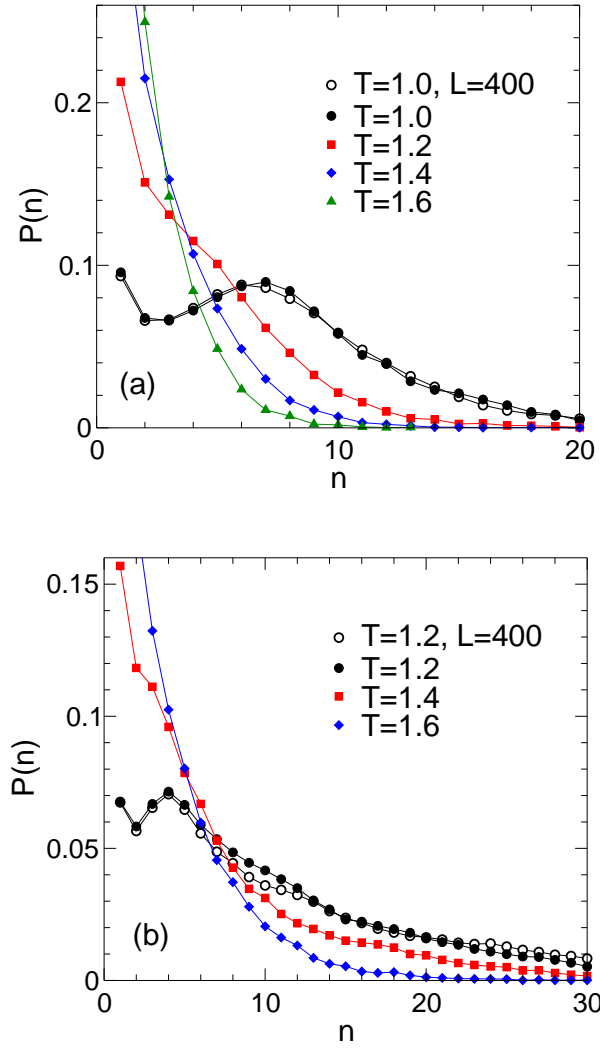 0.2
0.1
0
P(n)
T=1.0, L=400
T=1.0
T=1.2
T=1.4
T=1.6
(a)
0 10 20
n
0.15
0.1
0.05
0
P(n)
T=1.2, L=400
T=1.2
T=1.4
T=1.6
(b)
0 10 20 30
n